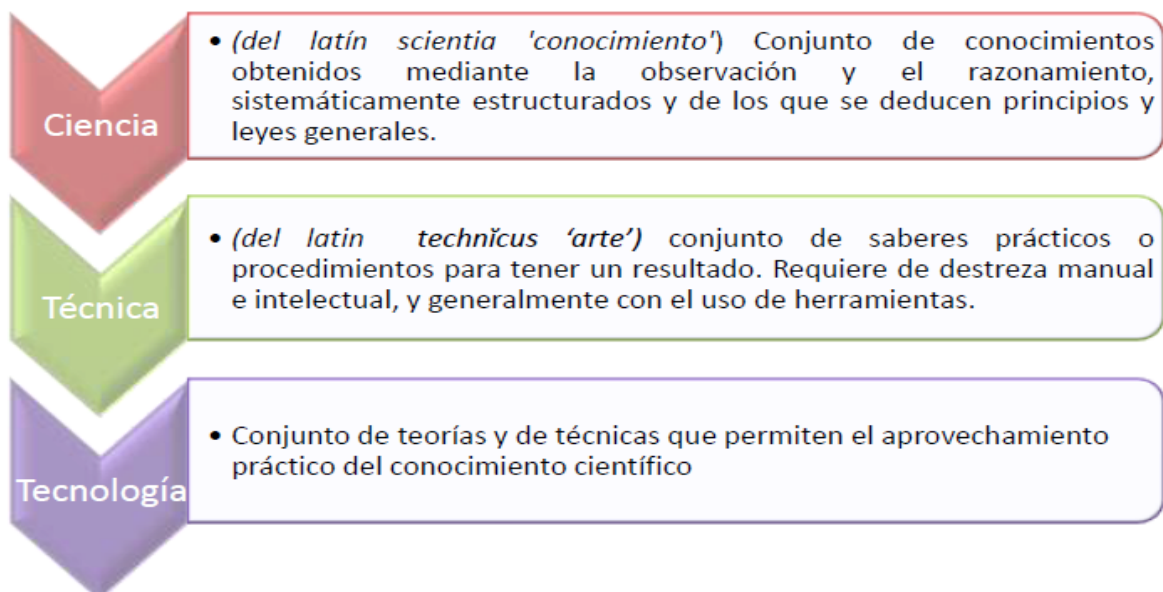 Ciencia
• (del latín scientia 'conocimiento') Conjunto de conocimientos
obtenidos mediante la observación y el razonamiento,
sistemáticamente estructurados y de los que se deducen principios y
leyes generales.
Técnica
• (del latin technĭcus ‘arte’) conjunto de saberes prácticos o
procedimientos para tener un resultado. Requiere de destreza manual
e intelectual, y generalmente con el uso de herramientas.
Tecnología
• Conjunto de teorías y de técnicas que permiten el aprovechamiento
práctico del conocimiento científico